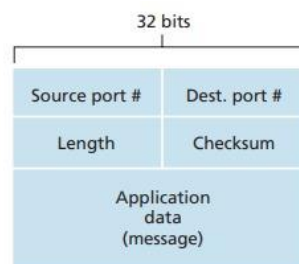 32 bits
Source port # Dest. port #
Length Checksum
Application
data
(message)